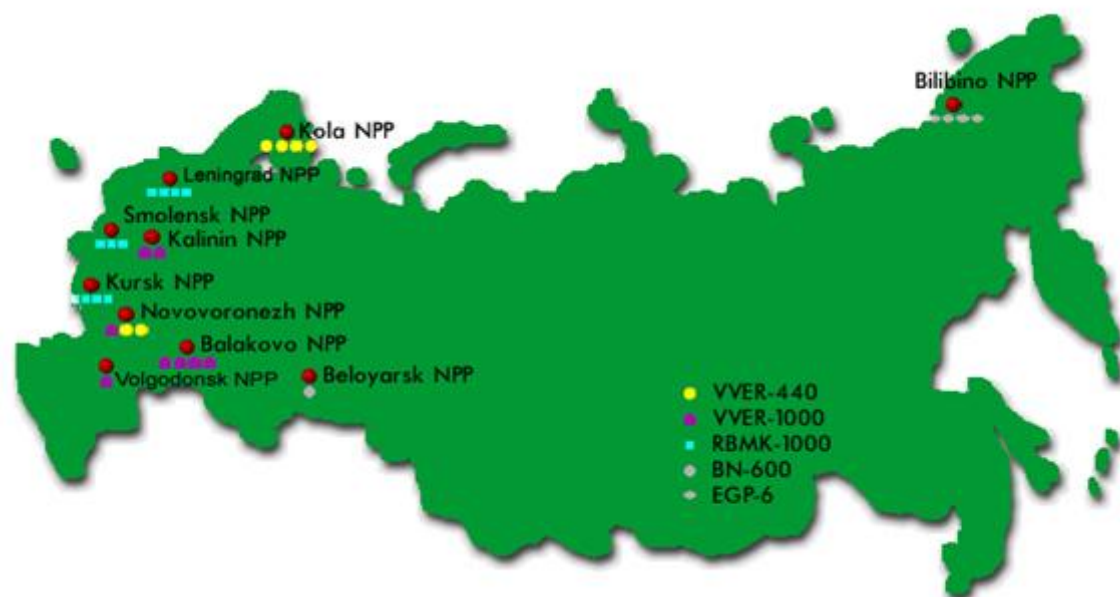 Bilibino NPP
Kola NPP
Leningrad NPP
Smolensk NPP
Kalinin NPP
Kursk NPP
Novovoronezh NPP
Balakovo NPP
Volgodonsk NPP
Beloyarsk NPP
VVER-440
VVER-1000
RBMK-1000
BN-600
EGP-6